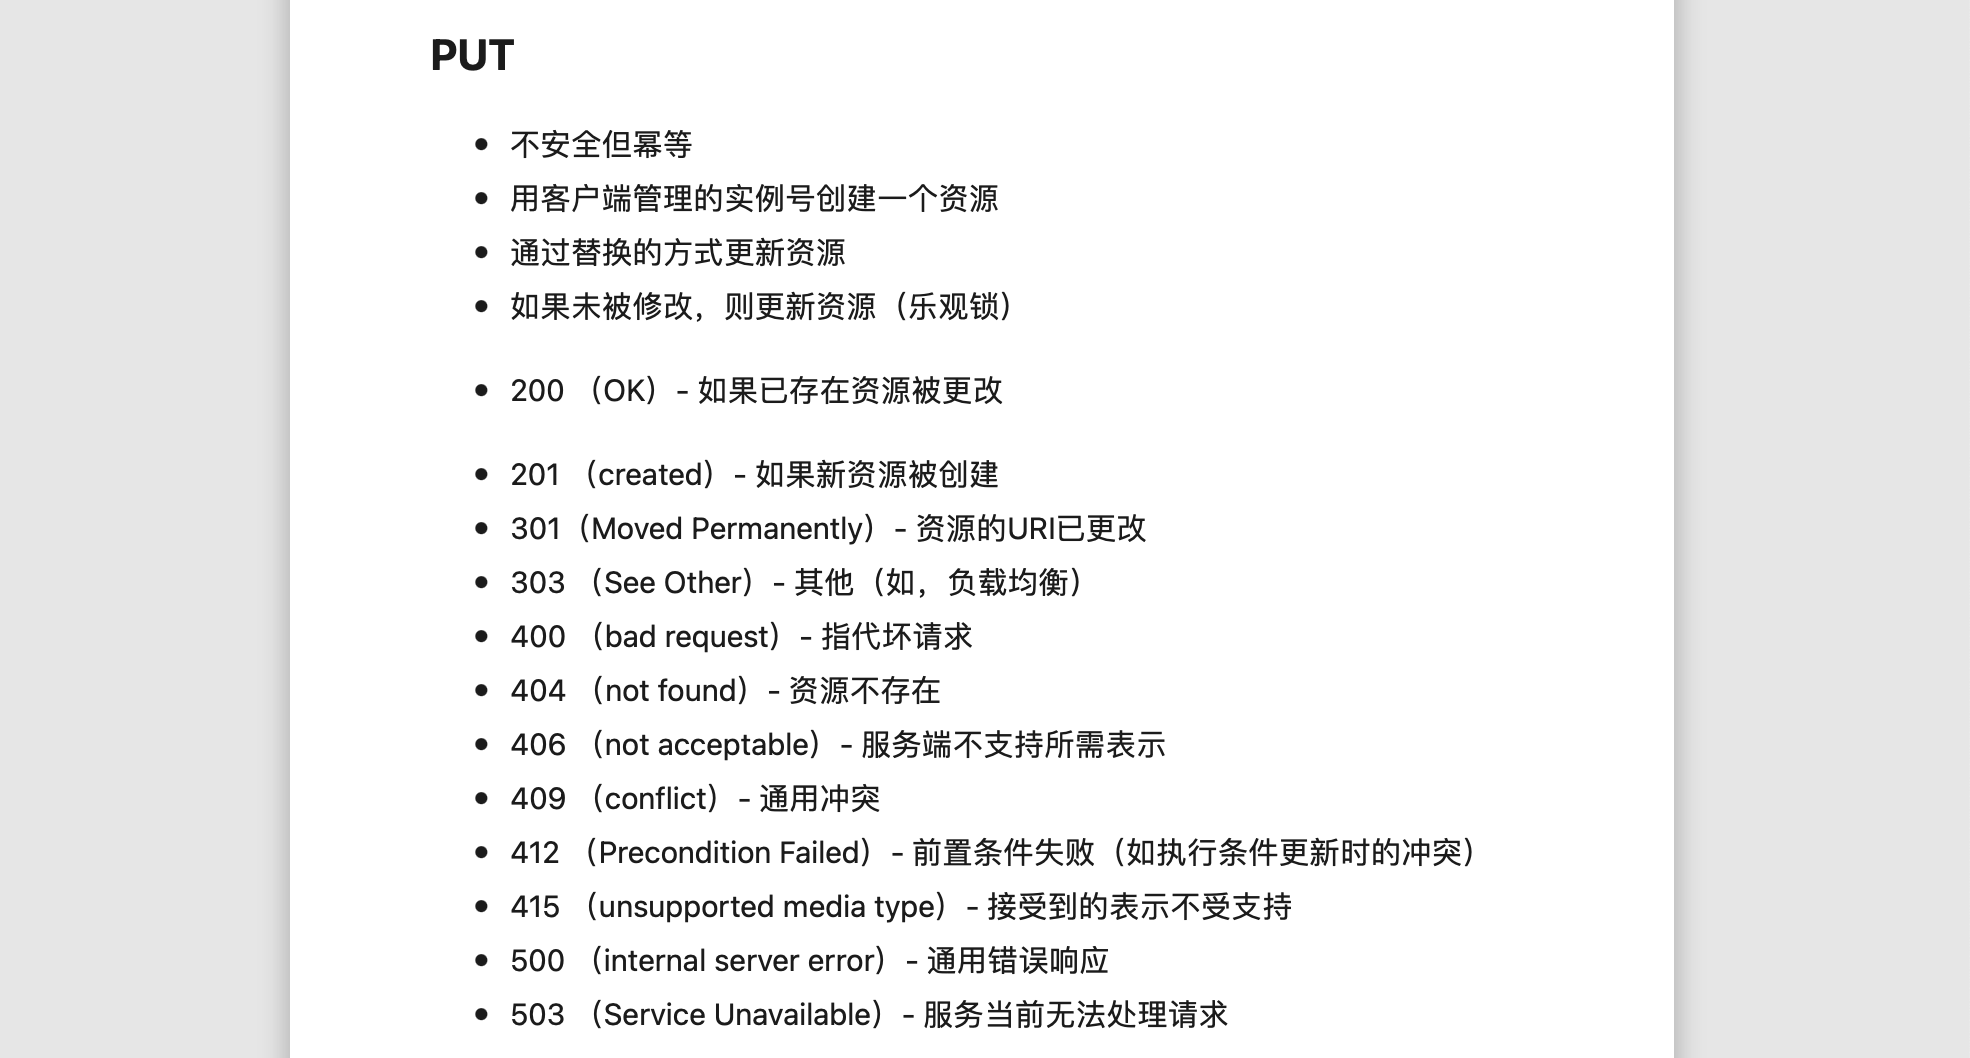 PUT
不安全但幂等
用客户端管理的实例号创建一个资源
通过替换的方式更新资源
如果未被修改，则更新资源（乐观锁）
200 （OK）- 如果已存在资源被更改
201 （created）- 如果新资源被创建
301（Moved Permanently）- 资源的URI已更改
303 （See Other）- 其他（如，负载均衡）
400 （bad request）- 指代坏请求
404 （not found）- 资源不存在
406 （not acceptable）- 服务端不支持所需表示
409 （conflict）- 通用冲突
412 （Precondition Failed）- 前置条件失败（如执行条件更新时的冲突）
415 （unsupported media type）- 接受到的表示不受支持
500 （internal server error）- 通用错误响应
503 （Service Unavailable）- 服务当前无法处理请求